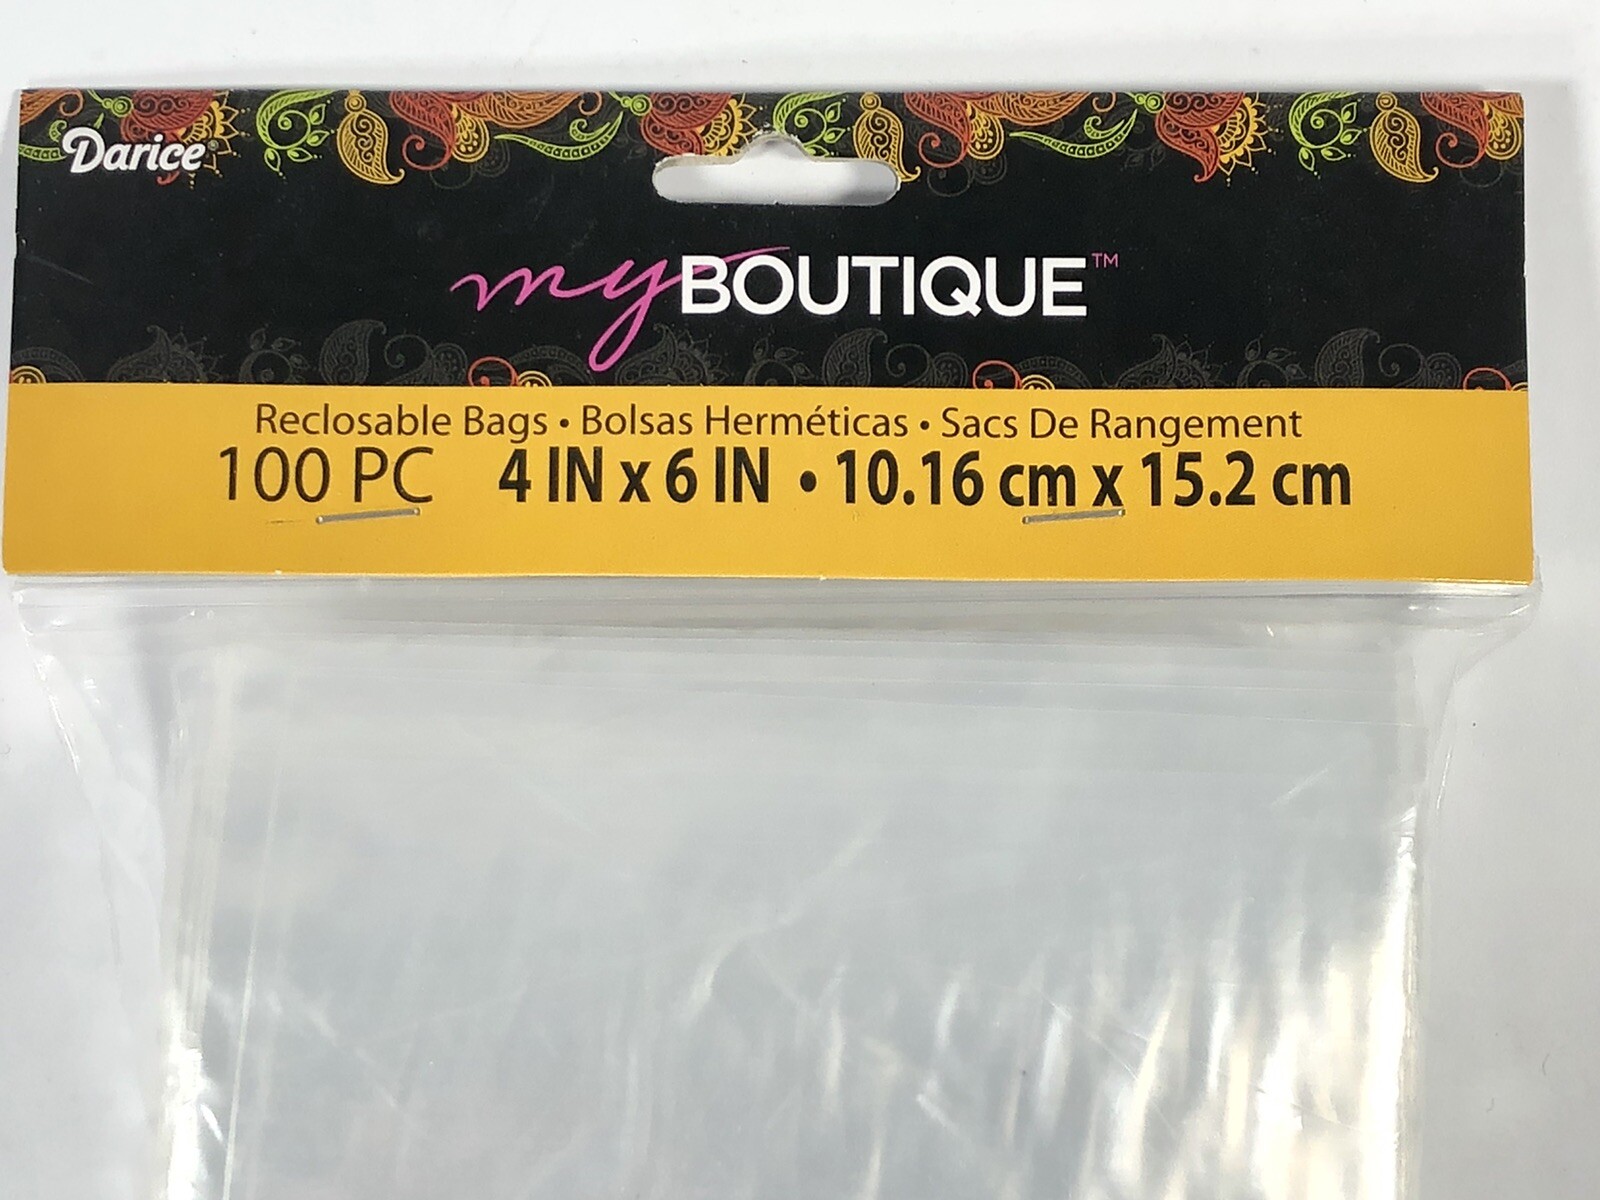 Darice®
myBOUTIQUE™
Reclosable Bags • Bolsas Herméticas • Sacs De Rangement
100 PC 4 IN x 6 IN • 10.16 cm x 15.2 cm